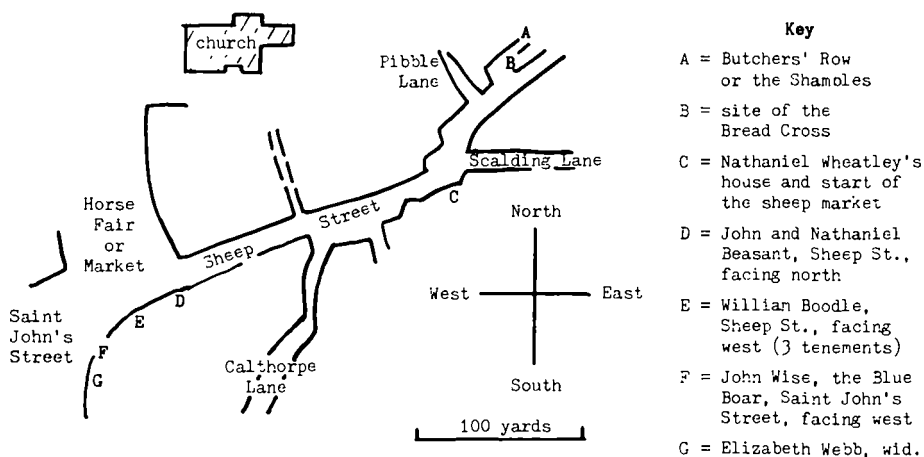 church
Pibble
Lane
A
B
Scalding Lane
C
Horse
Fair
or
Market
Sheep Street
North
West
East
South
D
E
F
G
Saint
John's
Street
Calthorpe
Lane
100 yards
Key
A = Butchers' Row
or the Shambles
B = site of the
Bread Cross
C = Nathaniel Wheatley's
house and start of
the sheep market
D = John and Nathaniel
Beasant, Sheep St.,
facing north
E = William Boodle,
Sheep St., facing
west (3 tenements)
F = John Wise, the Blue
Boar, Saint John's
Street, facing west
G = Elizabeth Webb, wid.